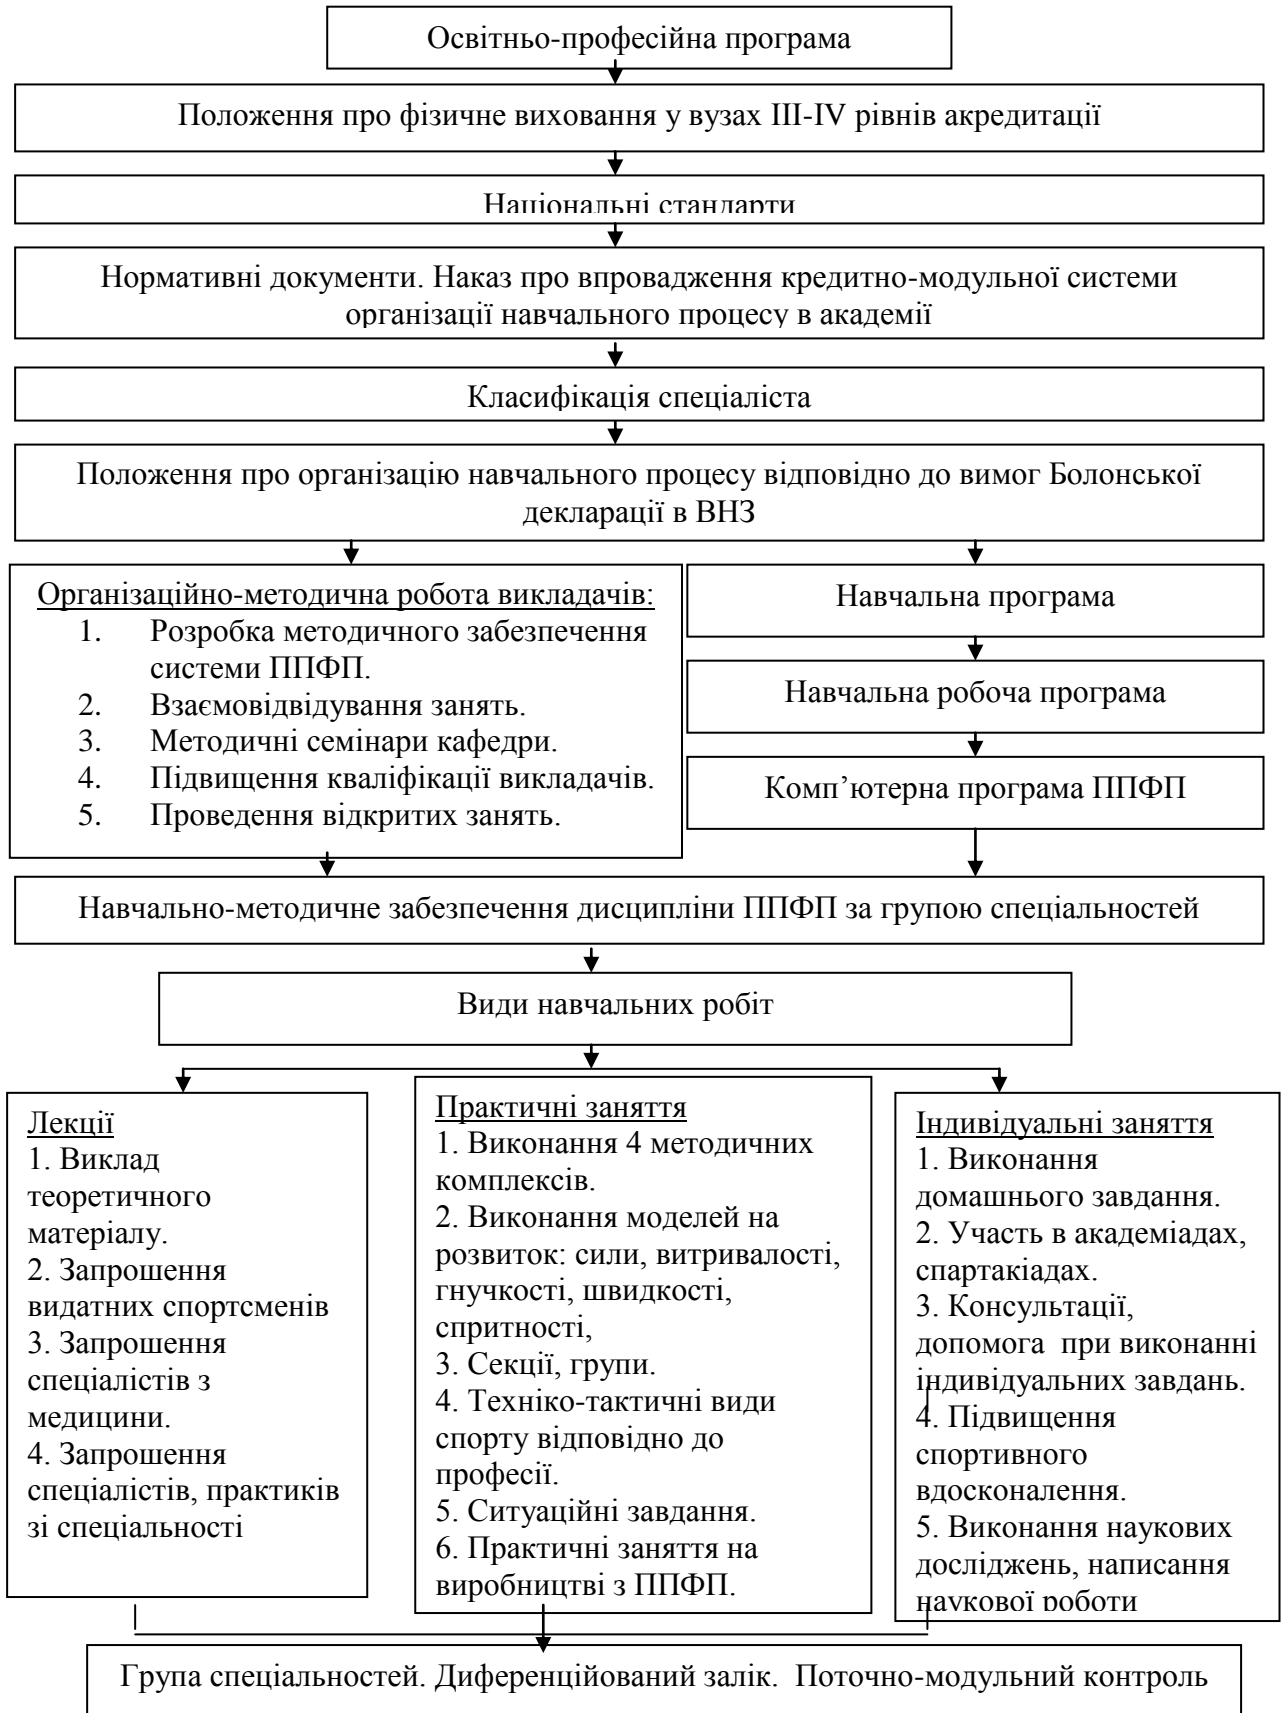 Освітньо-професійна програма
Положення про фізичне виховання у вузах III-IV рівнів акредитації
Національні стандарти
Нормативні документи. Наказ про впровадження кредитно-модульної системи
організації навчального процесу в академії
Класифікація спеціаліста
Положення про організацію навчального процесу відповідно до вимог Болонської
декларації в ВНЗ
Організаційно-методична робота викладачів:
1. Розробка методичного забезпечення
системи ППФП.
2. Взаємовідвідування занять.
3. Методичні семінари кафедри.
4. Підвищення кваліфікації викладачів.
5. Проведення відкритих занять.
Навчальна програма
Навчальна робоча програма
Комп’ютерна програма ППФП
Навчально-методичне забезпечення дисципліни ППФП за групою спеціальностей
Види навчальних робіт
Лекції
1. Виклад
теоретичного
матеріалу.
2. Запрошення
видатних спортсменів
3. Запрошення
спеціалістів з
медицини.
4. Запрошення
спеціалістів, практиків
зі спеціальності
Практичні заняття
1. Виконання 4 методичних
комплексів.
2. Виконання моделей на
розвиток: сили, витривалості,
гнучкості, швидкості,
спритності,
3. Секції, групи.
4. Техніко-тактичні види
спорту відповідно до
професії.
5. Ситуаційні завдання.
6. Практичні заняття на
виробництві з ППФП.
Індивідуальні заняття
1. Виконання
домашнього завдання.
2. Участь в академіадах,
спартакіадах.
3. Консультації,
допомога при виконанні
індивідуальних завдань.
4. Підвищення
спортивного
вдосконалення.
5. Виконання наукових
досліджень, написання
наукової роботи
Група спеціальностей. Диференційований залік. Поточно-модульний контроль